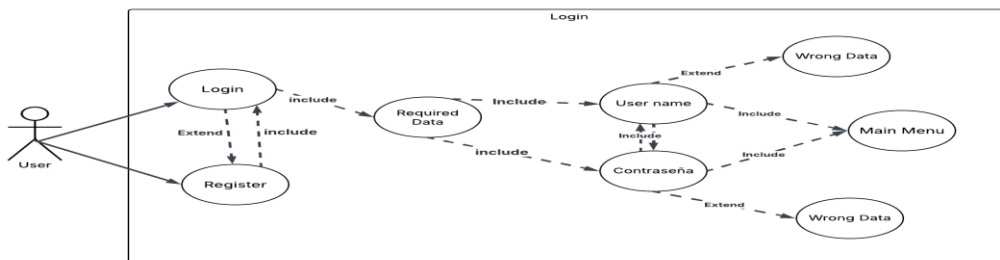 Login
Wrong Data
Extend
Login
include
Include
User name
Include
Required
Data
Main Menu
Extend
include
Include
User
include
Include
Contraseña
Register
Extend
Wrong Data